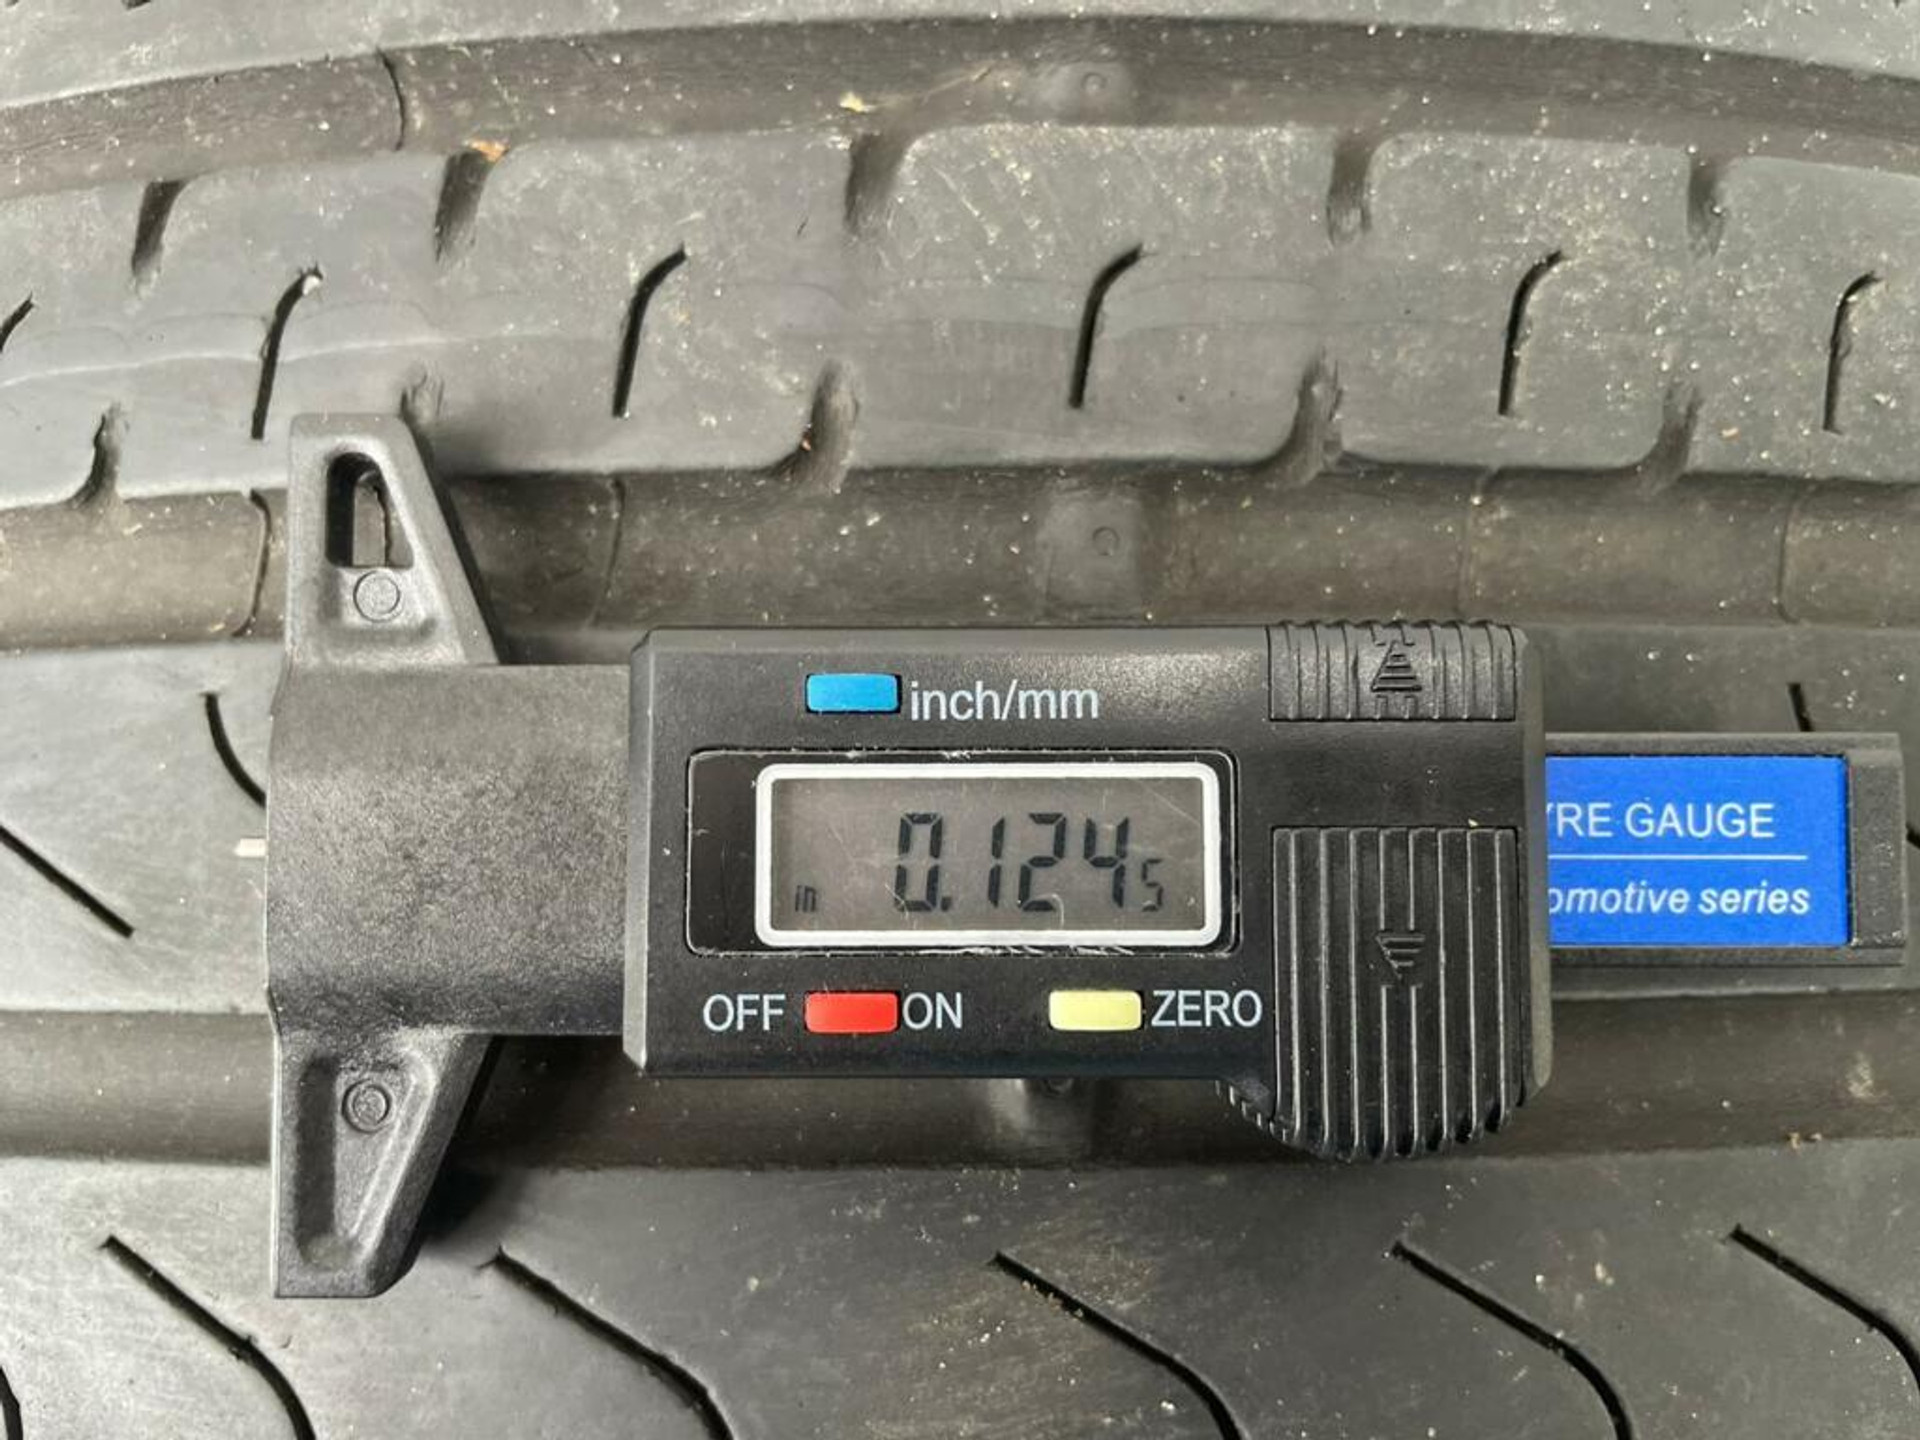 inch/mm
in 0.1245
YRE GAUGE
omotive series
OFF ON ZERO